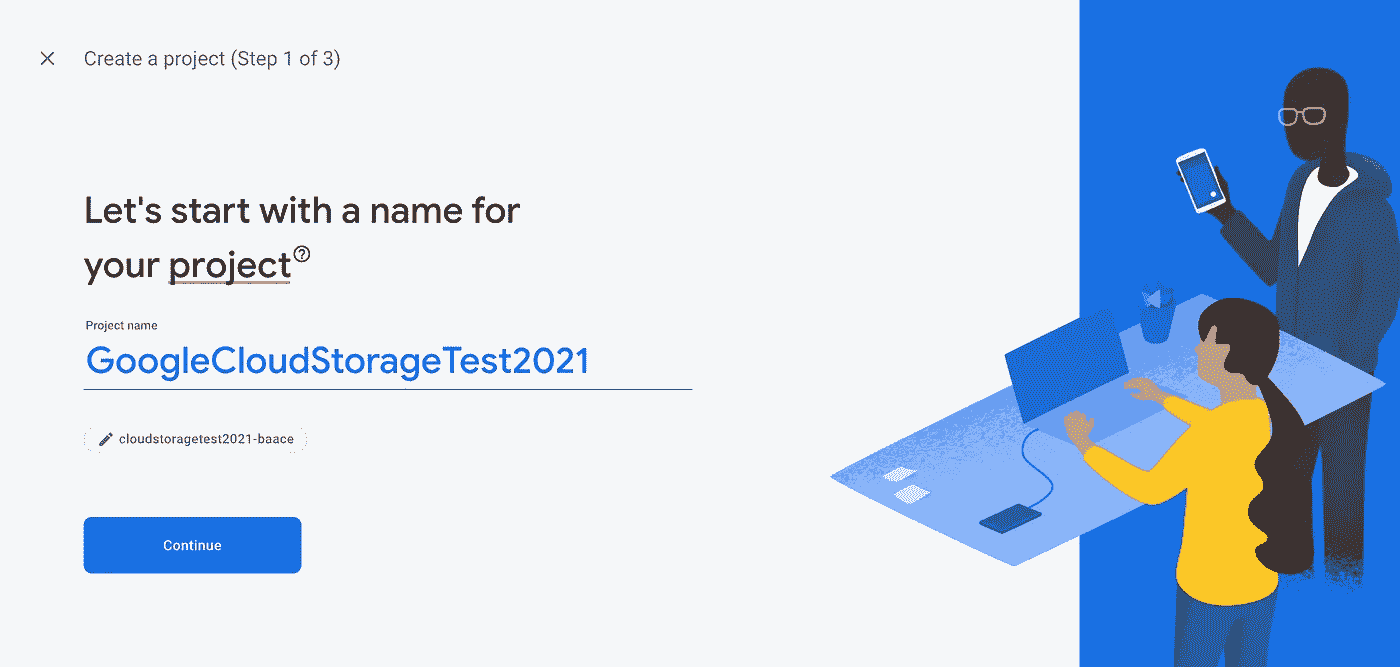 Create a project (Step 1 of 3)
Let's start with a name for
your project
Project name
GoogleCloudStorageTest2021
cloudstoragetest2021-baace
Continue